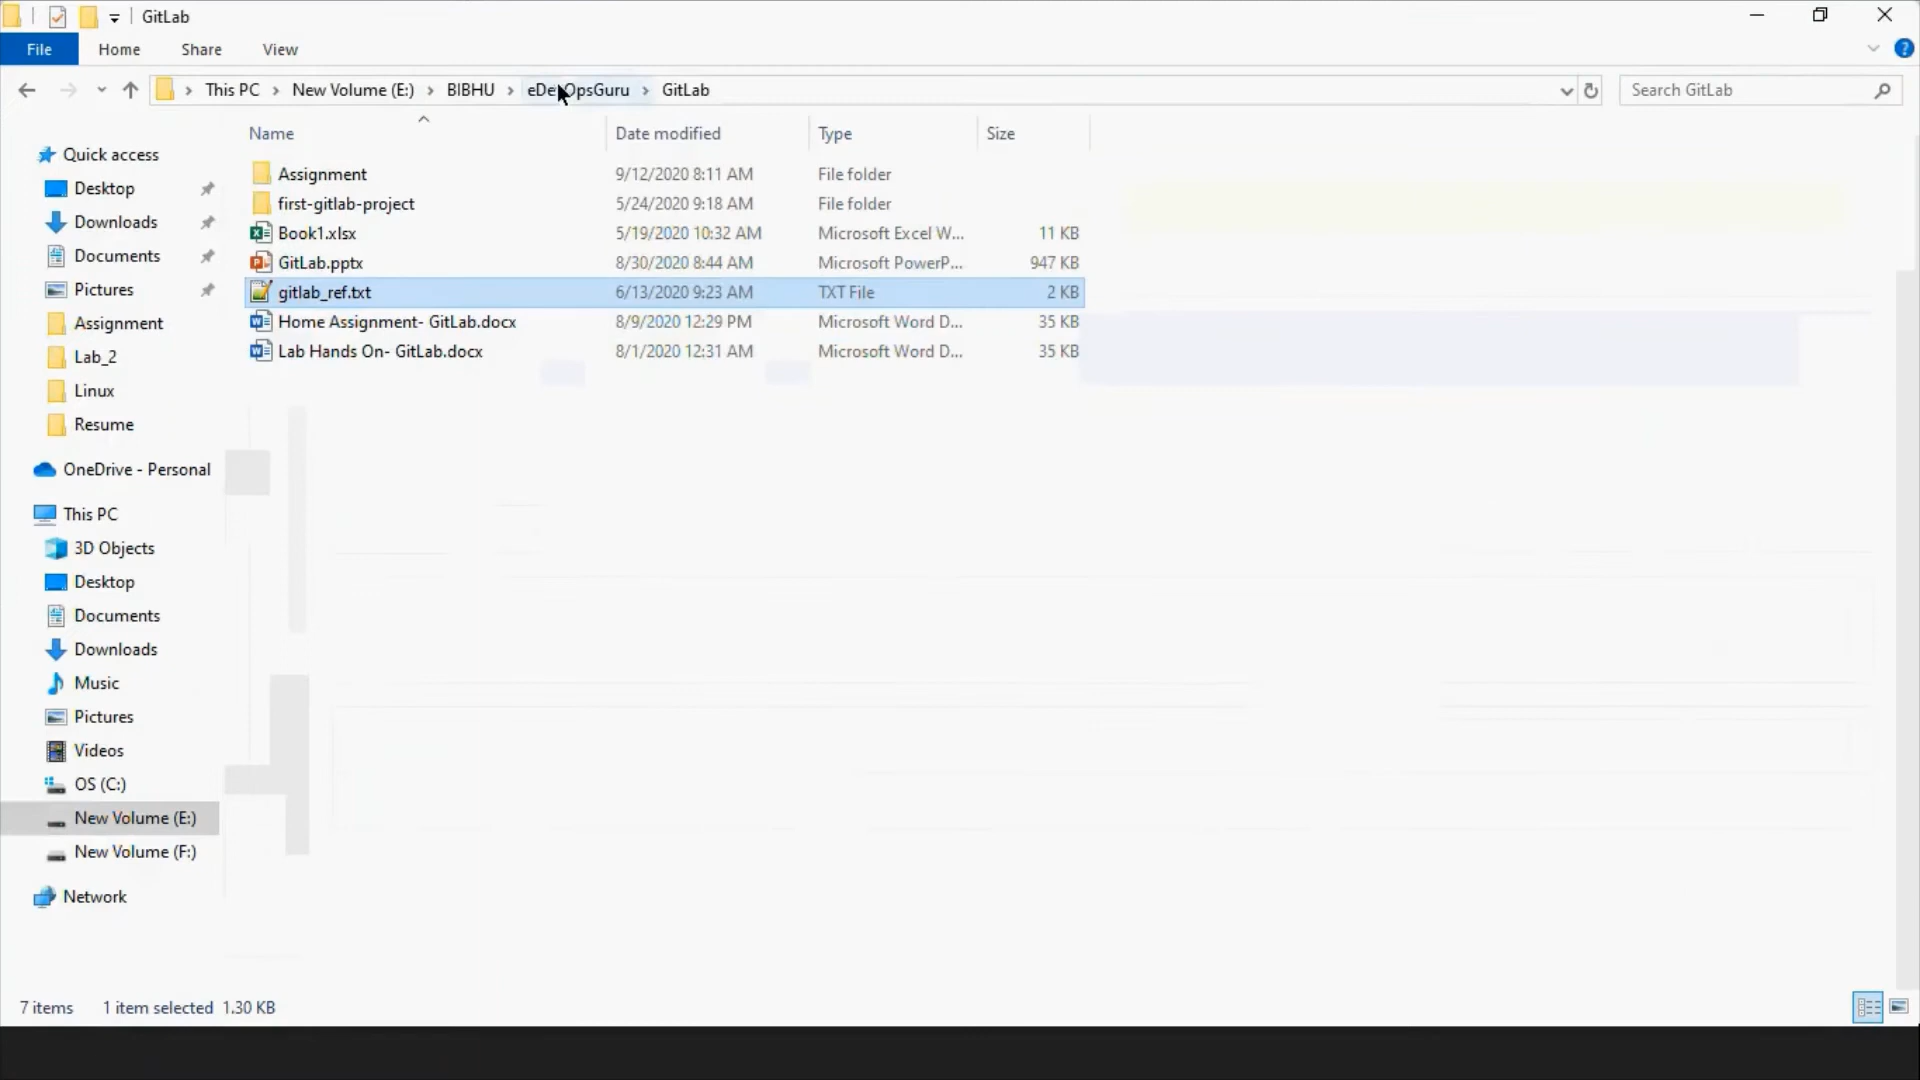 GitLab
File Home Share View
This PC New Volume (E:) BIBHU eDevOpsGuru GitLab Search GitLab
Name Date modified Type Size
Quick access
Desktop
Downloads
Documents
Pictures
Assignment
Lab_2
Linux
Resume
OneDrive - Personal
This PC
3D Objects
Desktop
Documents
Downloads
Music
Pictures
Videos
OS (C:)
New Volume (E:)
New Volume (F:)
Network
Assignment 9/12/2020 8:11 AM File folder
first-gitlab-project 5/24/2020 9:18 AM File folder
Book1.xlsx 5/19/2020 10:32 AM Microsoft Excel W... 11 KB
GitLab.pptx 8/30/2020 8:44 AM Microsoft PowerP... 947 KB
gitlab_ref.txt 6/13/2020 9:23 AM TXT File 2 KB
Home Assignment- GitLab.docx 8/9/2020 12:29 PM Microsoft Word D... 35 KB
Lab Hands On- GitLab.docx 8/1/2020 12:31 AM Microsoft Word D... 35 KB
7 items 1 item selected 1.30 KB